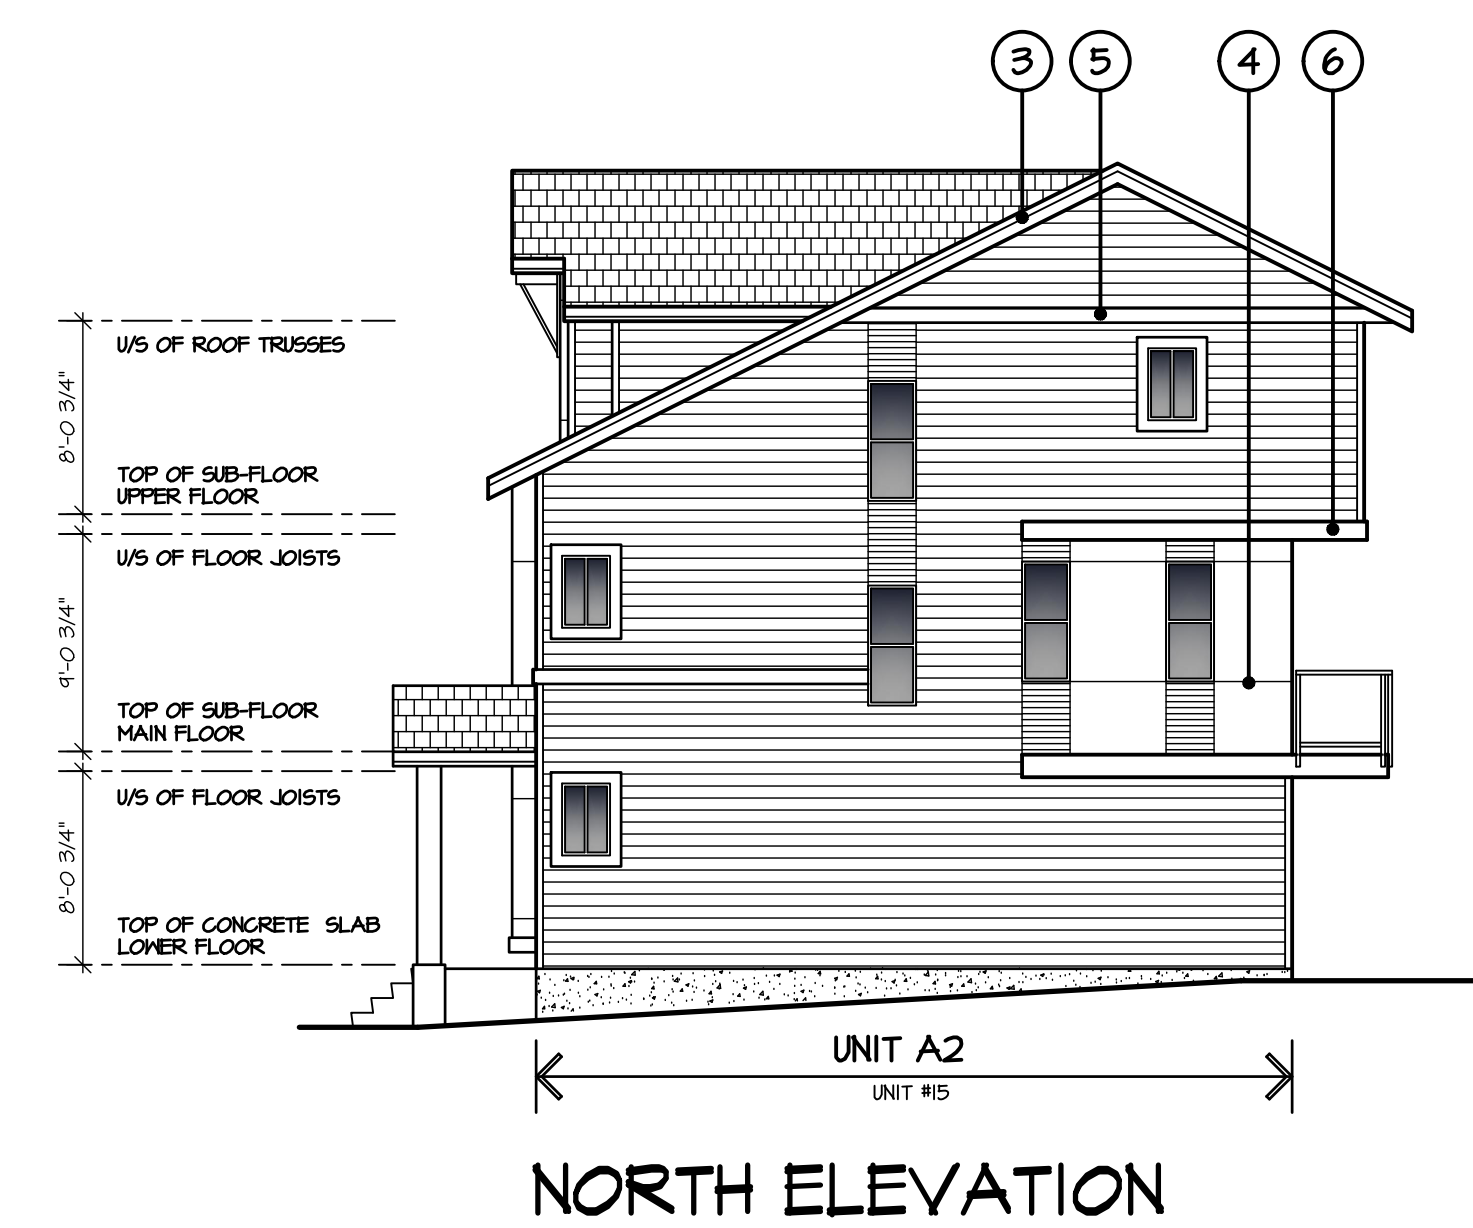 3 5 4 6
U/S OF ROOF TRUSSES
8'-0 3/4"
TOP OF SUB-FLOOR
UPPER FLOOR
U/S OF FLOOR JOISTS
9'-0 3/4"
TOP OF SUB-FLOOR
MAIN FLOOR
U/S OF FLOOR JOISTS
8'-0 3/4"
TOP OF CONCRETE SLAB
LOWER FLOOR
UNIT A2
UNIT #15
NORTH ELEVATION